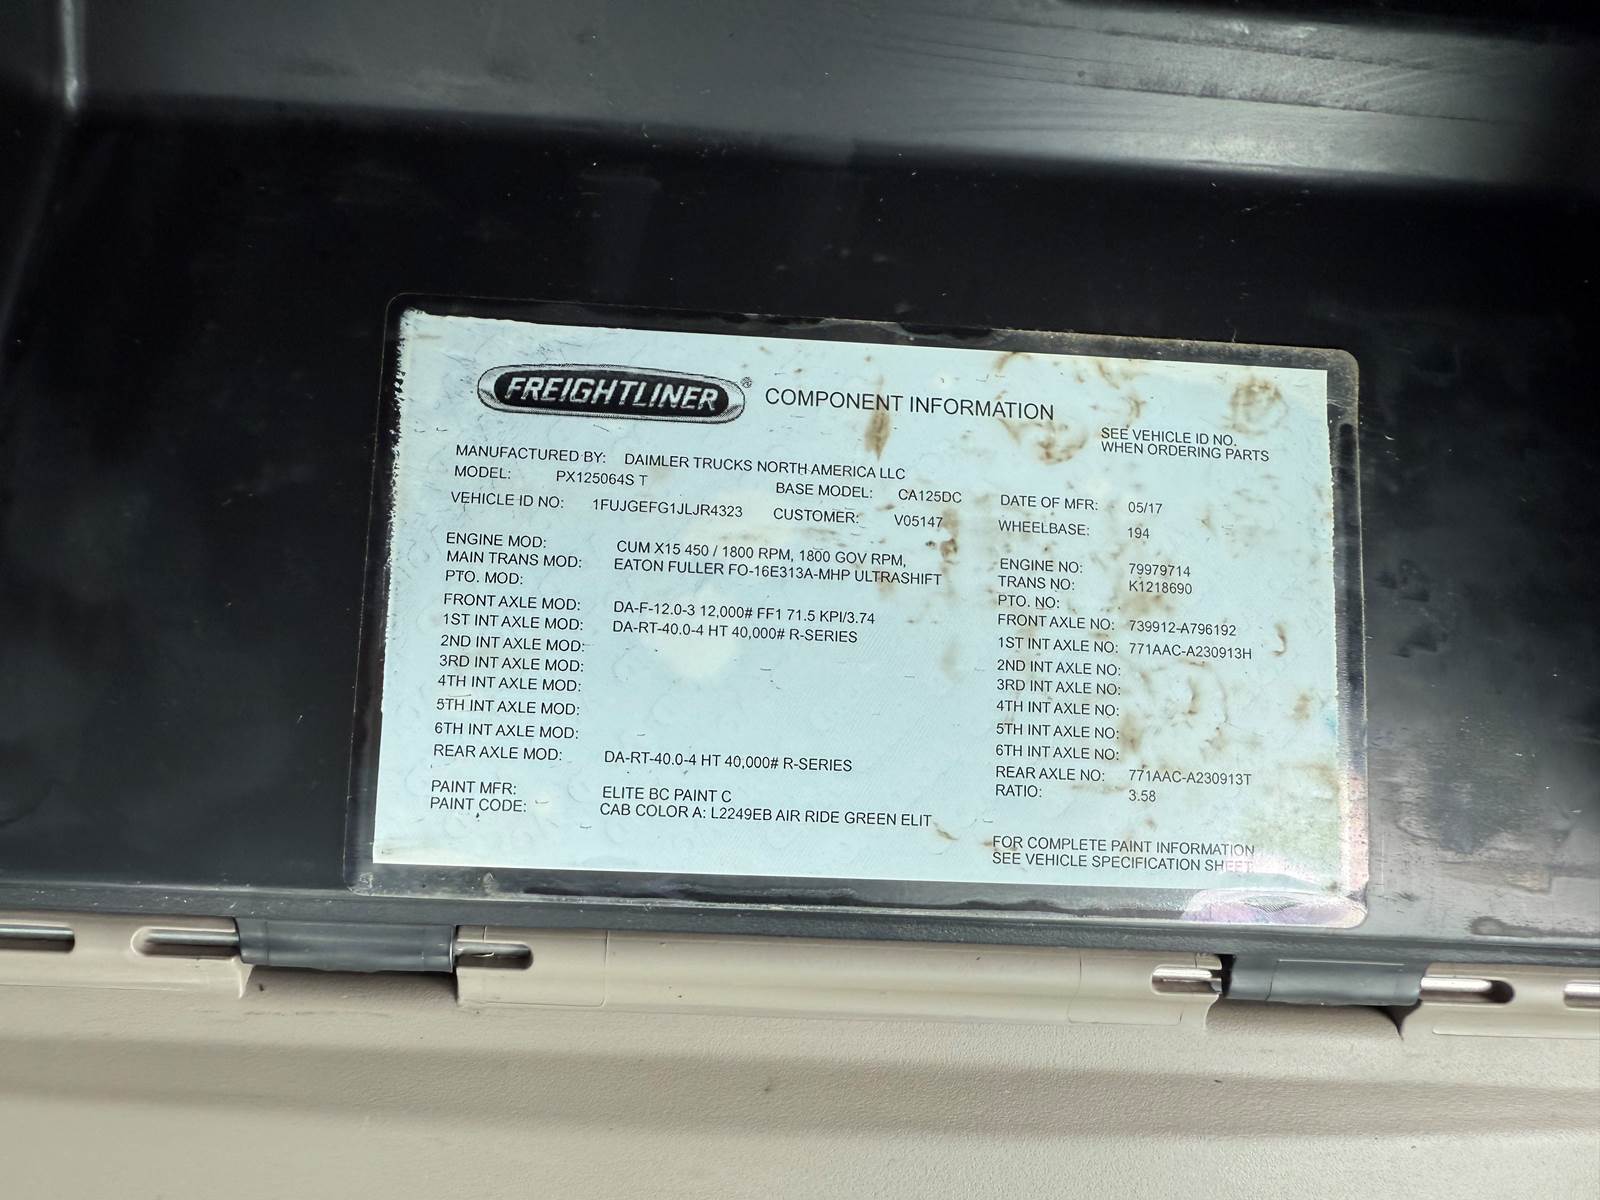 FREIGHTLINER® COMPONENT INFORMATION
SEE VEHICLE ID NO.
WHEN ORDERING PARTS
MANUFACTURED BY: DAIMLER TRUCKS NORTH AMERICA LLC
MODEL: PX125064S T BASE MODEL: CA125DC DATE OF MFR: 05/17
VEHICLE ID NO: 1FUJGEFG1JLJR4323 CUSTOMER: V05147 WHEELBASE: 194
ENGINE MOD: CUM X15 450 / 1800 RPM, 1800 GOV RPM, ENGINE NO: 79979714
MAIN TRANS MOD: EATON FULLER FO-16E313A-MHP ULTRASHIFT TRANS NO: K1218690
PTO. MOD: PTO. NO:
FRONT AXLE MOD: DA-F-12.0-3 12,000# FF1 71.5 KPI/3.74 FRONT AXLE NO: 739912-A796192
1ST INT AXLE MOD: DA-RT-40.0-4 HT 40,000# R-SERIES 1ST INT AXLE NO: 771AAC-A230913H
2ND INT AXLE MOD: 2ND INT AXLE NO:
3RD INT AXLE MOD: 3RD INT AXLE NO:
4TH INT AXLE MOD: 4TH INT AXLE NO:
5TH INT AXLE MOD: 5TH INT AXLE NO:
6TH INT AXLE MOD: 6TH INT AXLE NO:
REAR AXLE MOD: DA-RT-40.0-4 HT 40,000# R-SERIES REAR AXLE NO: 771AAC-A230913T
RATIO: 3.58
PAINT MFR: ELITE BC PAINT C
PAINT CODE: CAB COLOR A: L2249EB AIR RIDE GREEN ELIT
FOR COMPLETE PAINT INFORMATION
SEE VEHICLE SPECIFICATION SHEET